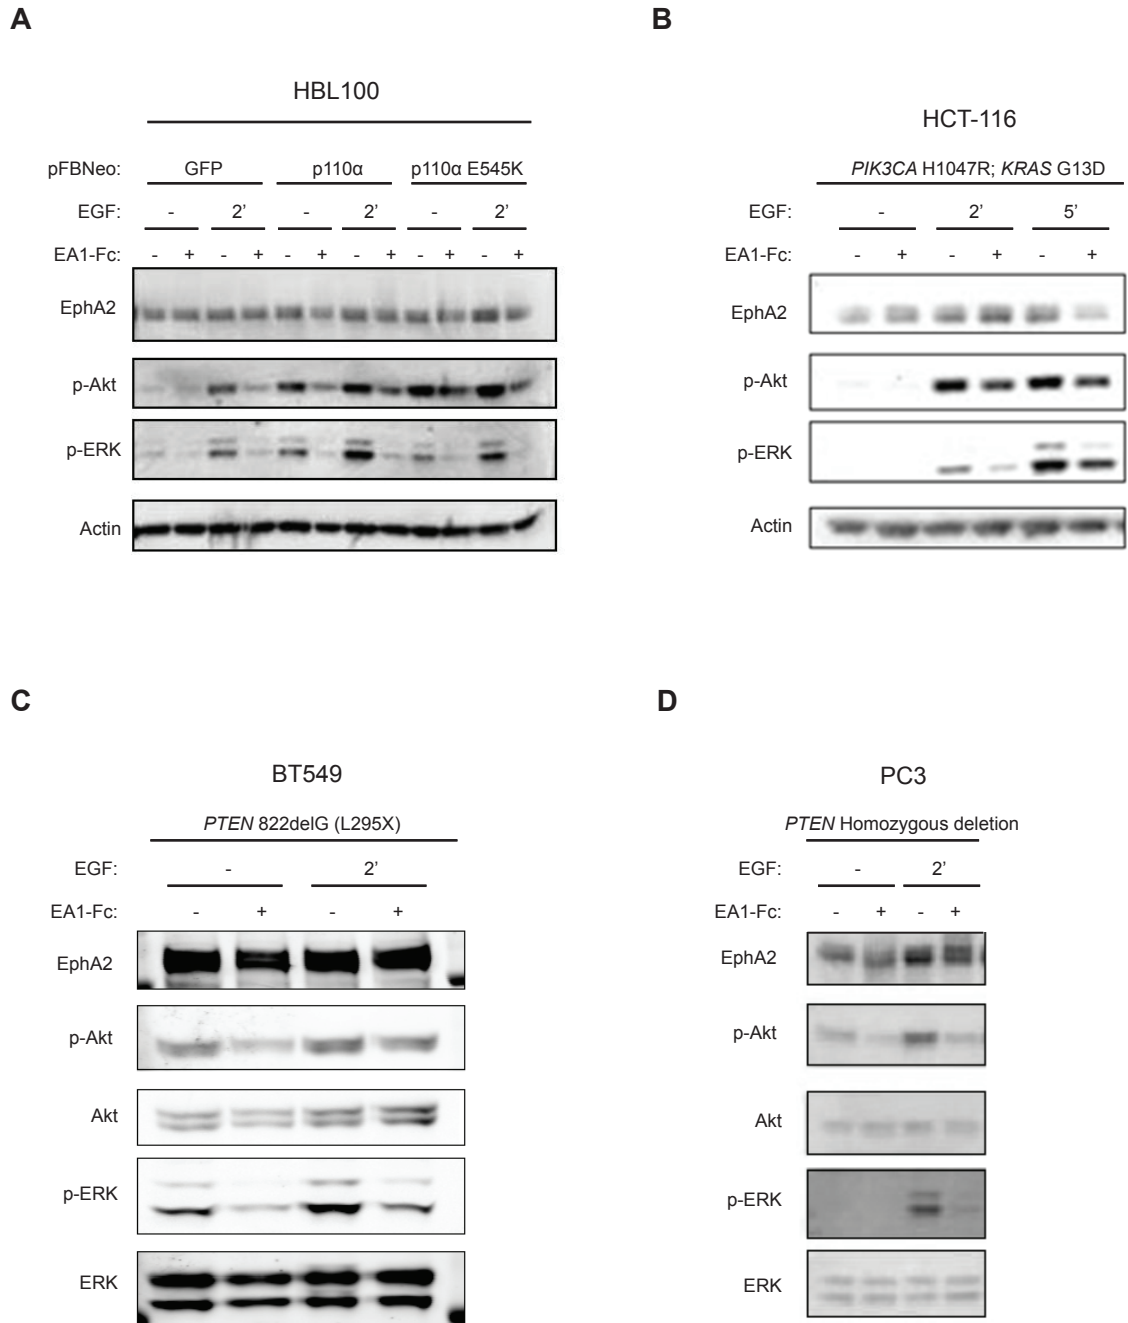 A
HBL100
pFBNeo: GFP p110α p110α E545K
EGF: - 2’ - 2’ - 2’
EA1-Fc: - + - + - + - + - + - +
EphA2
p-Akt
p-ERK
Actin
B
HCT-116
PIK3CA H1047R; KRAS G13D
EGF: - 2’ 5’
EA1-Fc: - + - + - +
EphA2
p-Akt
p-ERK
Actin
C
BT549
PTEN 822delG (L295X)
EGF: - 2’
EA1-Fc: - + - +
EphA2
p-Akt
Akt
p-ERK
ERK
D
PC3
PTEN Homozygous deletion
EGF: - 2’
EA1-Fc: - + - +
EphA2
p-Akt
Akt
p-ERK
ERK